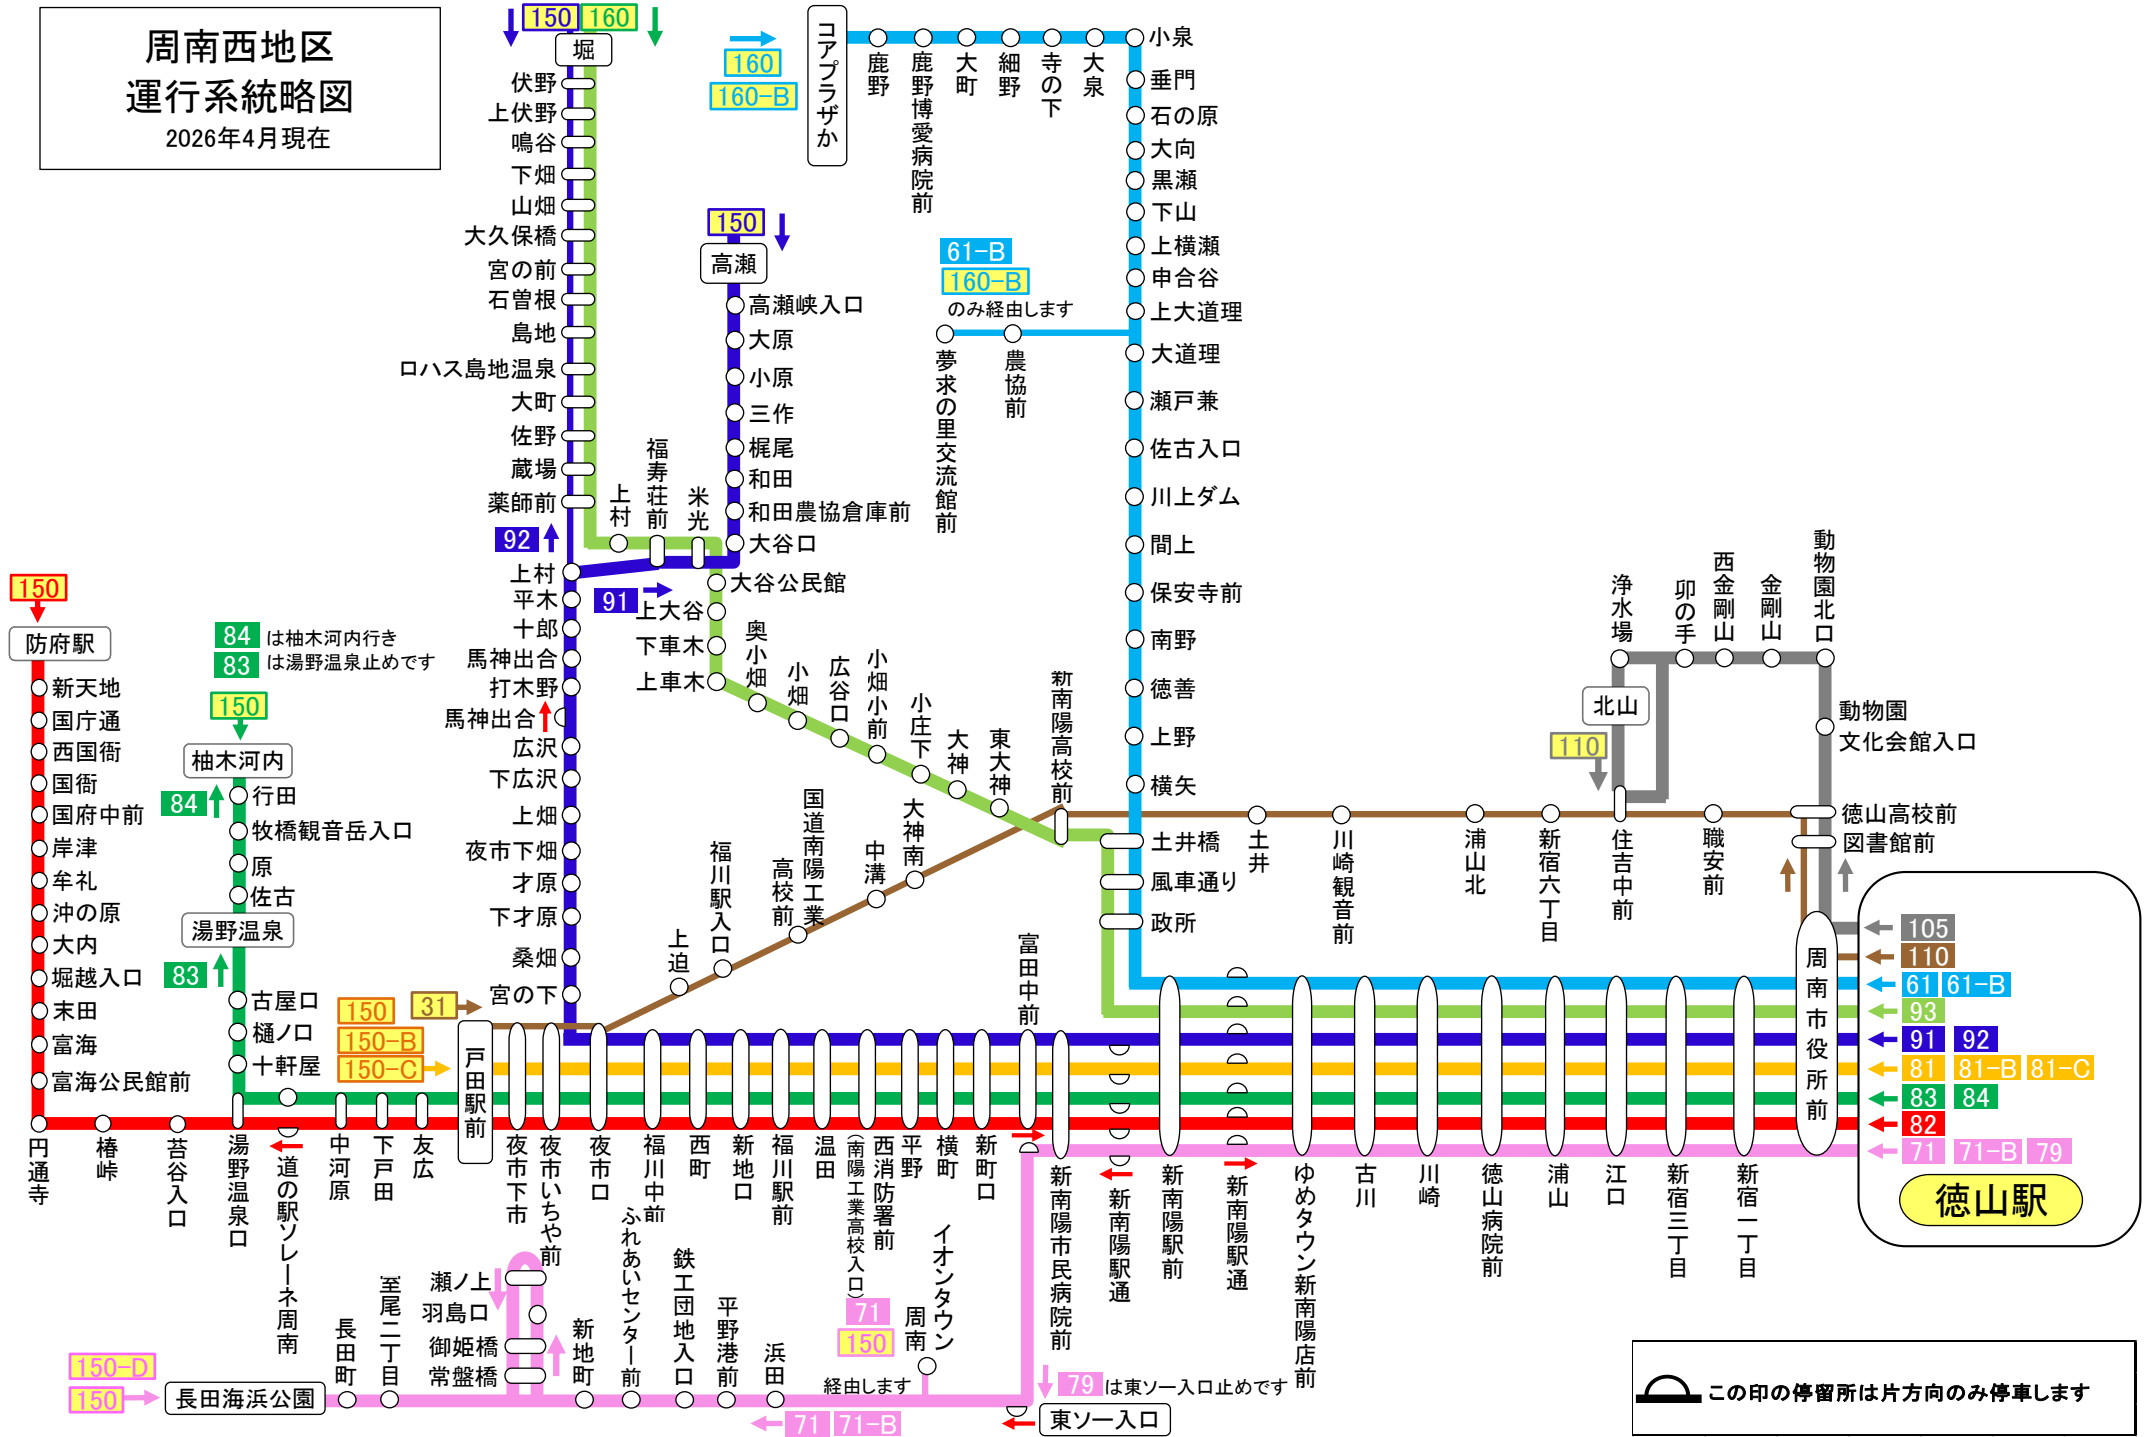 周南西地区
運行系統略図
2026年4月現在
150
160
堀
伏野
上伏野
鳴谷
下畑
山畑
大久保橋
宮の前
石曽根
島地
ロハス島地温泉
大町
佐野
蔵場
薬師前
92
上村
平木
十郎
馬神出合
打木野
馬神出合
広沢
下広沢
上畑
夜市下畑
才原
下才原
桑畑
宮の下
91
上村
福寿荘前
米光
150
高瀬
高瀬峡入口
大原
小原
三作
梶尾
和田
和田農協倉庫前
大谷口
大谷公民館
上大谷
下車木
上車木
奥小畑
小畑
広谷口
小畑小前
小庄下
大神
東大神
新南陽高校前
160
160-B
コアプラザか
鹿野
鹿野博愛病院前
大町
細野
寺の下
大泉
小泉
垂門
石の原
大向
黒瀬
下山
上横瀬
申合谷
上大道理
大道理
瀬戸兼
佐古入口
川上ダム
間上
保安寺前
南野
徳善
上野
横矢
土井橋
風車通り
政所
61-B
160-B
のみ経由します
夢求の里交流館前
農協前
浄水場
卯の手
西金剛山
金剛山
動物園北口
北山
110
動物園
文化会館入口
徳山高校前
図書館前
土井
川崎観音前
浦山北
新宿六丁目
住吉中前
職安前
150
防府駅
新天地
国庁通
西国衙
国衙
国府中前
岸津
牟礼
沖の原
大内
堀越入口
末田
富海
富海公民館前
円通寺
椿峠
苔谷入口
湯野温泉口
道の駅ソレーネ周南
中河原
下戸田
友広
84 は柚木河内行き
83 は湯野温泉止めです
150
柚木河内
84
行田
牧橋観音岳入口
原
佐古
湯野温泉
83
古屋口
樋ノ口
十軒屋
150
31
150-B
150-C
戸田駅前
上迫
福川駅入口
国道南陽工業
高校前
中溝
大神南
富田中前
夜市下市
夜市いちや前
夜市口
福川中前
西町
新地口
福川駅前
温田
西消防署前
(南陽工業高校入口)
平野
横町
新町口
新南陽市民病院前
新南陽駅通
新南陽駅前
新南陽駅通
ゆめタウン新南陽店前
古川
川崎
徳山病院前
浦山
江口
新宿三丁目
新宿一丁目
周南市役所前
105
110
61 61-B
93
91 92
81 81-B 81-C
83 84
82
71 71-B 79
徳山駅
150-D
150
長田海浜公園
長田町
至尾二丁目
瀬ノ上
羽島口
御姫橋
常盤橋
新地町
ふれあいセンター前
鉄工団地入口
平野港前
浜田
71
150
経由します
イオンタウン
周南
71 71-B
79 は東ソー入口止めです
東ソー入口
この印の停留所は片方向のみ停車します